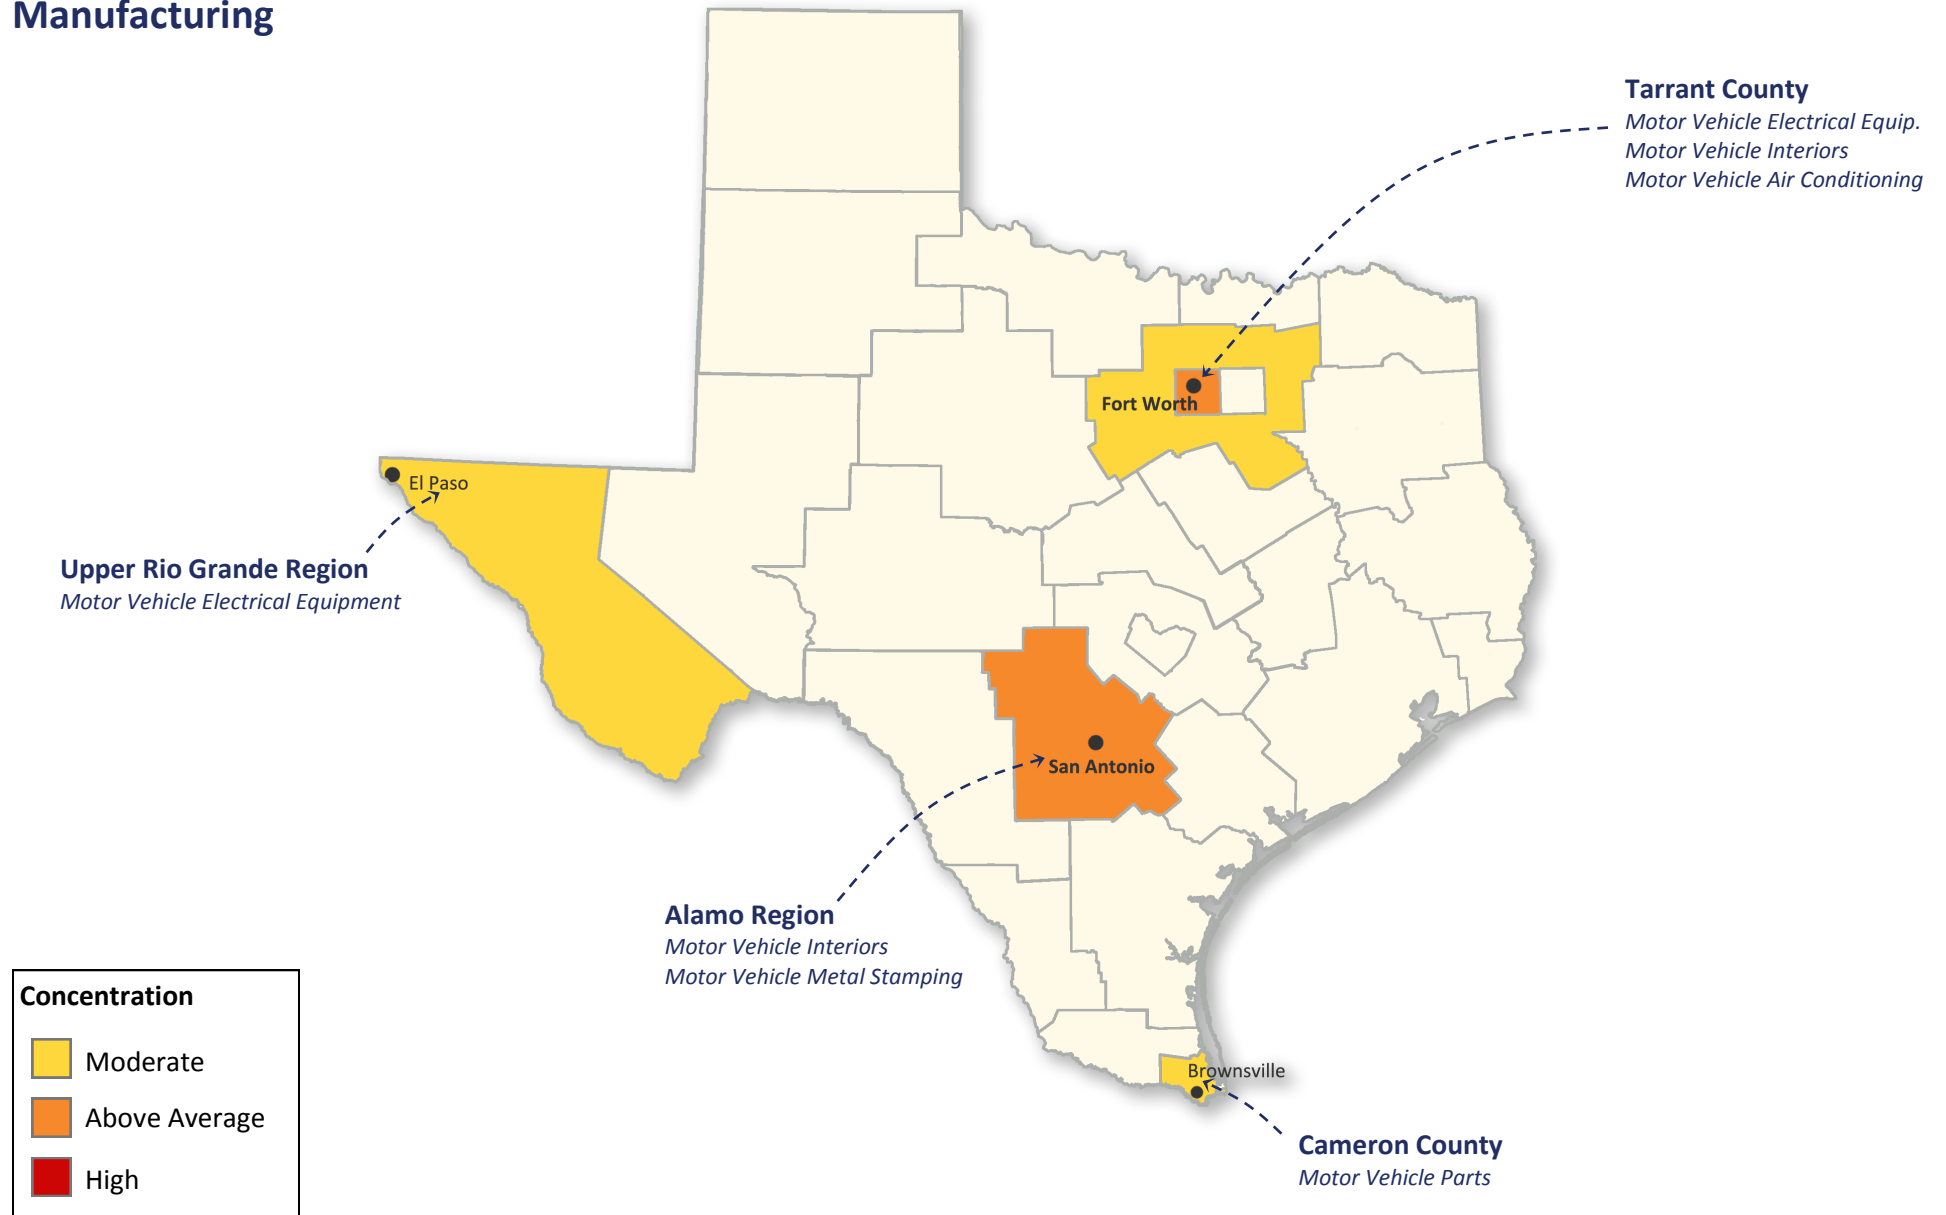 Manufacturing
Tarrant County
Motor Vehicle Electrical Equip.
Motor Vehicle Interiors
Motor Vehicle Air Conditioning
Fort Worth
El Paso
Upper Rio Grande Region
Motor Vehicle Electrical Equipment
San Antonio
Alamo Region
Motor Vehicle Interiors
Motor Vehicle Metal Stamping
Concentration
Moderate
Above Average
High
Brownsville
Cameron County
Motor Vehicle Parts